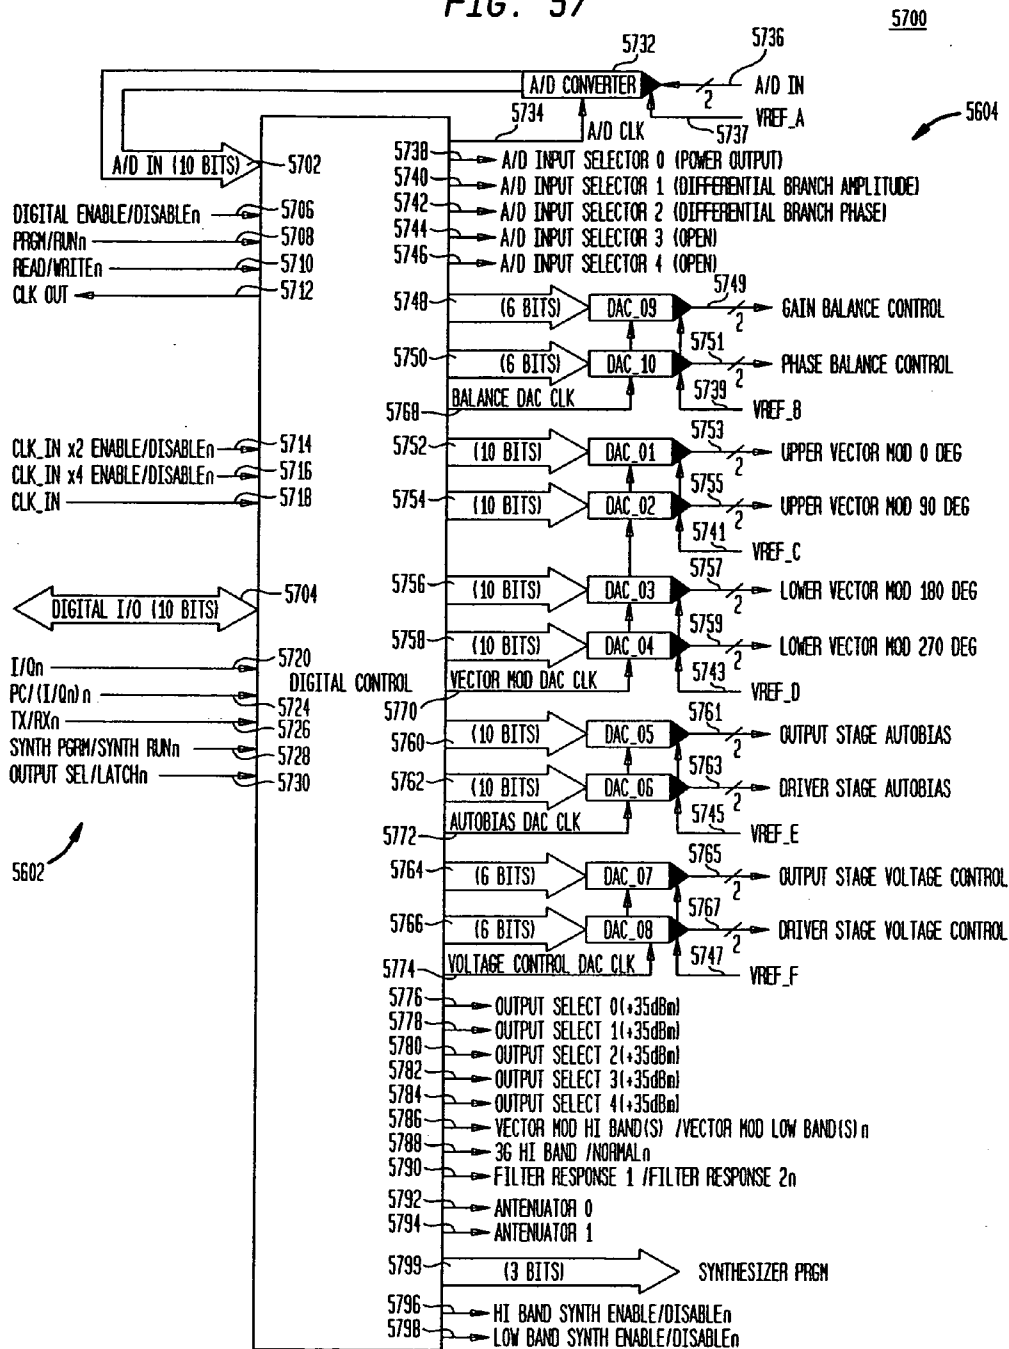 FIG. 57
5700
5732
5736
A/D CONVERTER
2
A/D IN
5734
A/D CLK
5737
VREF_A
5604
A/D IN (10 BITS)
5702
5738
A/D INPUT SELECTOR 0 (POWER OUTPUT)
5740
A/D INPUT SELECTOR 1 (DIFFERENTIAL BRANCH AMPLITUDE)
DIGITAL ENABLE/DISABLEn
5706
5742
A/D INPUT SELECTOR 2 (DIFFERENTIAL BRANCH PHASE)
PRGM/RUNn
5708
5744
A/D INPUT SELECTOR 3 (OPEN)
READ/WRITEn
5710
5746
A/D INPUT SELECTOR 4 (OPEN)
CLK OUT
5712
5748
(6 BITS)
DAC_09
5749
2
GAIN BALANCE CONTROL
5750
(6 BITS)
DAC_10
5751
2
PHASE BALANCE CONTROL
5768
BALANCE DAC CLK
5739
VREF_B
CLK_IN x2 ENABLE/DISABLEn
5714
5752
(10 BITS)
DAC_01
5753
2
UPPER VECTOR MOD 0 DEG
CLK_IN x4 ENABLE/DISABLEn
5716
CLK_IN
5718
5754
(10 BITS)
DAC_02
5755
2
UPPER VECTOR MOD 90 DEG
5741
VREF_C
DIGITAL I/O (10 BITS)
5704
5756
(10 BITS)
DAC_03
5757
2
LOWER VECTOR MOD 180 DEG
5758
(10 BITS)
DAC_04
5759
2
LOWER VECTOR MOD 270 DEG
I/Qn
5720
DIGITAL CONTROL
5770
VECTOR MOD DAC CLK
5743
VREF_D
PC/(I/Qn)n
5724
TX/RXn
5726
SYNTH PGRM/SYNTH RUNn
5728
OUTPUT SEL/LATCHn
5730
5760
(10 BITS)
DAC_05
5761
2
OUTPUT STAGE AUTOBIAS
5762
(10 BITS)
DAC_06
5763
2
DRIVER STAGE AUTOBIAS
5772
AUTOBIAS DAC CLK
5745
VREF_E
5602
5764
(6 BITS)
DAC_07
5765
2
OUTPUT STAGE VOLTAGE CONTROL
5766
(6 BITS)
DAC_08
5767
2
DRIVER STAGE VOLTAGE CONTROL
5774
VOLTAGE CONTROL DAC CLK
5747
VREF_F
5776
OUTPUT SELECT 0(+35dBm)
5778
OUTPUT SELECT 1(+35dBm)
5780
OUTPUT SELECT 2(+35dBm)
5782
OUTPUT SELECT 3(+35dBm)
5784
OUTPUT SELECT 4(+35dBm)
5786
VECTOR MOD HI BAND(S) /VECTOR MOD LOW BAND(S)n
5788
3G HI BAND /NORMALn
5790
FILTER RESPONSE 1 /FILTER RESPONSE 2n
5792
ANTENUATOR 0
5794
ANTENUATOR 1
5799
(3 BITS)
SYNTHESIZER PRGM
5796
HI BAND SYNTH ENABLE/DISABLEn
5798
LOW BAND SYNTH ENABLE/DISABLEn